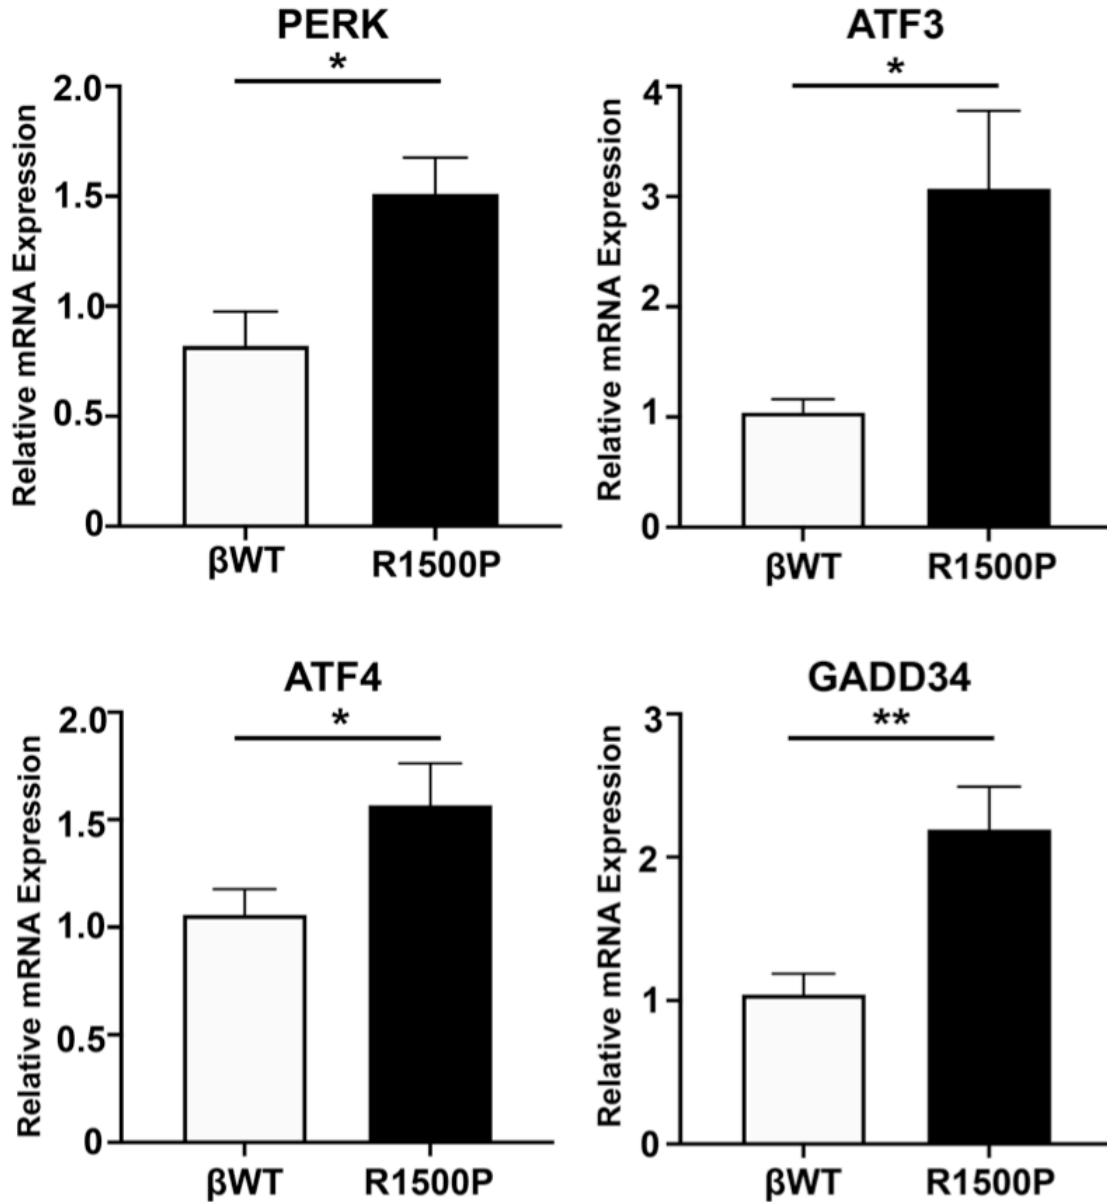 PERK
*
Relative mRNA Expression
2.0
1.5
1.0
0.5
0
βWT R1500P
ATF3
*
Relative mRNA Expression
4
3
2
1
0
βWT R1500P
ATF4
*
Relative mRNA Expression
2.0
1.5
1.0
0.5
0
βWT R1500P
GADD34
**
Relative mRNA Expression
3
2
1
0
βWT R1500P